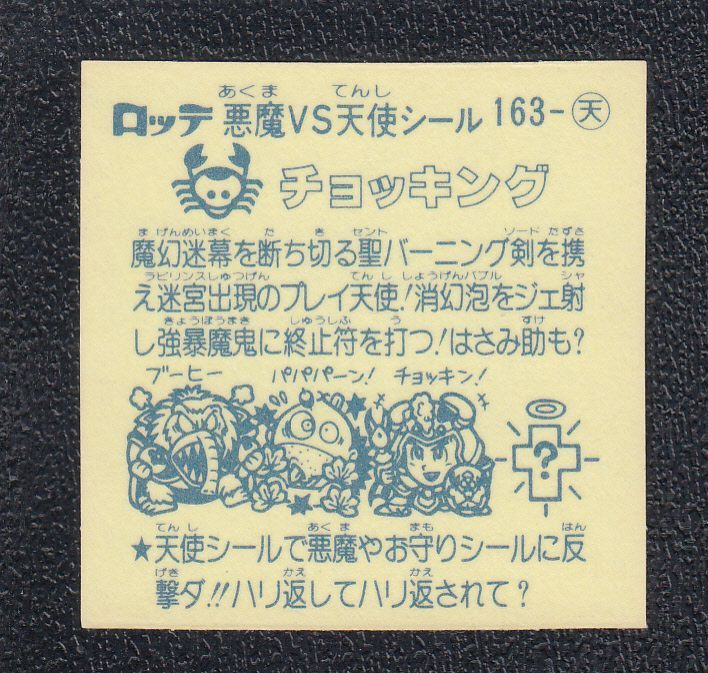 ロッテ 悪魔VS天使シール 163-天
あくま てんし
チョッキング
まげんめいまく た き セント ソード たずさ
魔幻迷幕を断ち切る聖バーニング剣を携
ラビリンスしゅつげん てんし しょうげんバブル シャ
え迷宮出現のプレイ天使!消幻泡をジェ射
きょうぼうまき しゅうしふ う すけ
し強暴魔鬼に終止符を打つ!はさみ助も?
ブーヒー パパパーン! チョッキン!
?
てんし あくま まも はん
★天使シールで悪魔やお守りシールに反
げき かえ かえ
撃ダ!!ハリ返してハリ返されて?